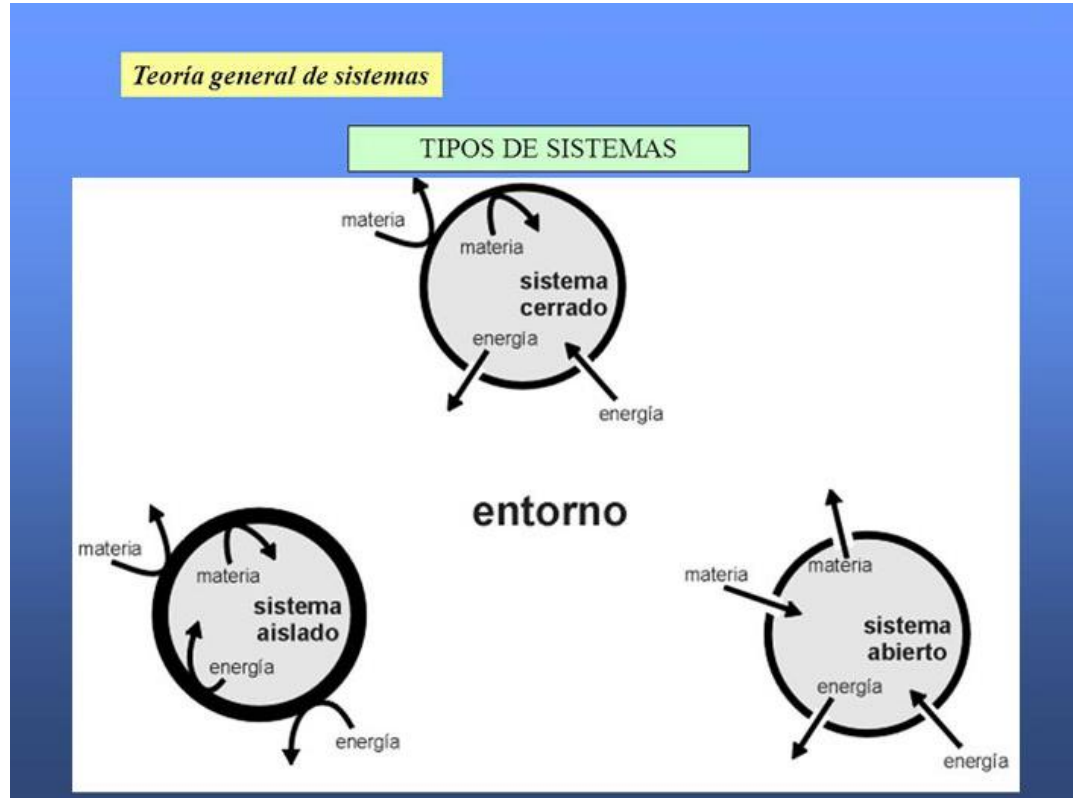 Teoría general de sistemas
TIPOS DE SISTEMAS
materia
materia
sistema
cerrado
energía
energía
entorno
materia
materia
sistema
aislado
energía
energía
materia
materia
sistema
abierto
energía
energía